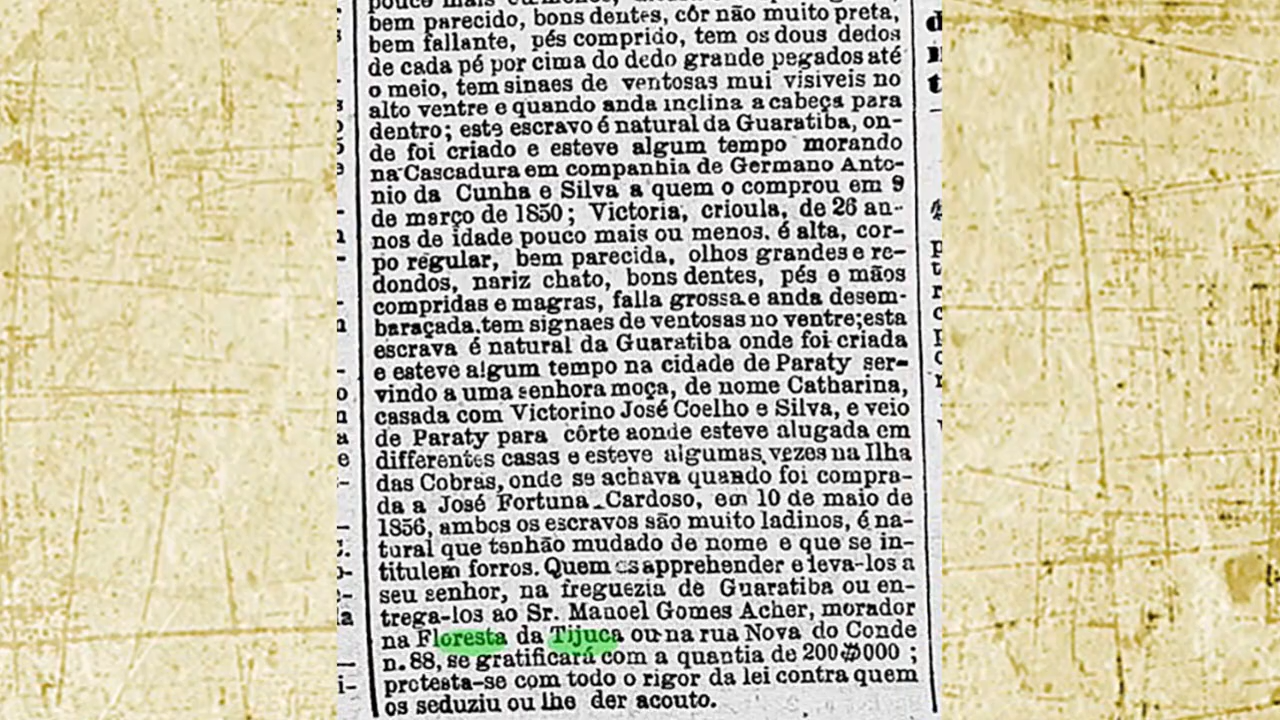 pouco mais
bem parecido, bons dentes, côr não muito preta,
bem fallante, pés comprido, tem os dous dedos
de cada pé por cima do dedo grande pegados até
o meio, tem sinaes de ventosas mui visiveis no
alto ventre e quando anda inclina a cabeça para
dentro; este escravo é natural da Guaratiba, on-
de foi criado e esteve algum tempo morando
na Cascadura em companhia de Germano Anto-
nio da Cunha e Silva a quem o comprou em 9
de março de 1850; Victoria, crioula, de 26 an-
nos de idade pouco mais ou menos. é alta, cor-
po regular, bem parecida, olhos grandes e re-
dondos, nariz chato, bons dentes, pés e mãos
compridas e magras, falla grossa e anda desem-
baraçada.tem signaes de ventosas no ventre;esta
escrava é natural da Guaratiba onde foi criada
e esteve algum tempo na cidade de Paraty ser-
vindo a uma senhora moça, de nome Catharina,
casada com Victorino José Coelho e Silva, e veio
de Paraty para côrte aonde esteve alugada em
differentes casas e esteve algumas vezes na Ilha
das Cobras, onde se achava quando foi compra-
da a José Fortuna Cardoso, em 10 de maio de
1856, ambos os escravos são muito ladinos, é na-
tural que tenhão mudado de nome e que se in-
titulem forros. Quem os apprehender e leva-los a
seu senhor, na freguezia de Guaratiba ou en-
trega-los ao Sr. Manoel Gomes Acher, morador
na Floresta da Tijuca ou na rua Nova do Conde
n. 88, se gratificará com a quantia de 200$000;
protesta-se com todo o rigor da lei contra quem
os seduziu ou lhe der acouto.